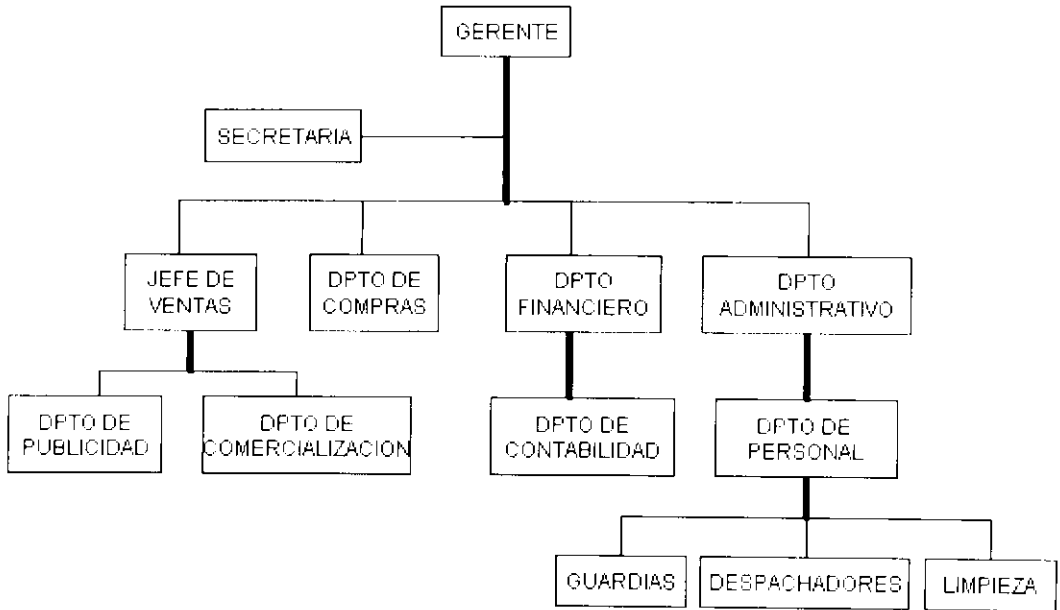 GERENTE
SECRETARIA
JEFE DE
VENTAS
DPTO DE
COMPRAS
DPTO
FINANCIERO
DPTO
ADMINISTRATIVO
DPTO DE
PUBLICIDAD
DPTO DE
COMERCIALIZACION
DPTO DE
CONTABILIDAD
DPTO DE
PERSONAL
GUARDIAS
DESPACHADORES
LIMPIEZA